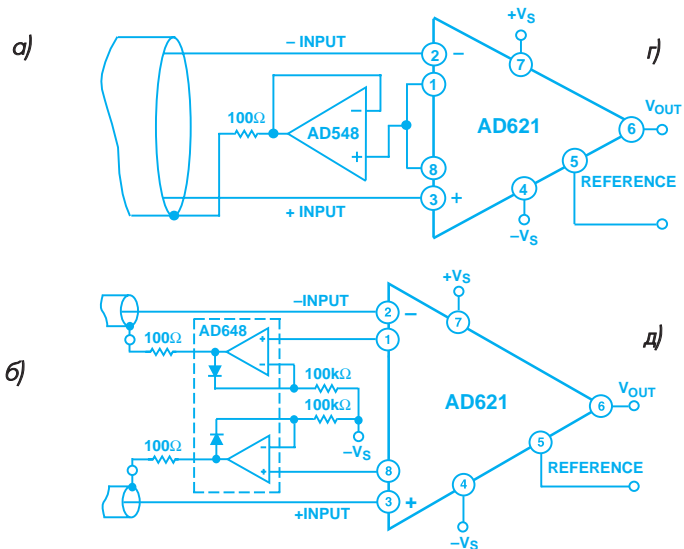 а)
– INPUT
2
–
1
100Ω
–
AD548
+
8
3
+
+ INPUT
+VS
7
AD621
г)
VOUT
6
5
REFERENCE
4
–VS
б)
–INPUT
2
–
1
AD648
100Ω
+
–
100kΩ
100kΩ
–VS
100Ω
–
+
8
3
+
+INPUT
+VS
7
AD621
д)
VOUT
6
5
REFERENCE
4
–VS